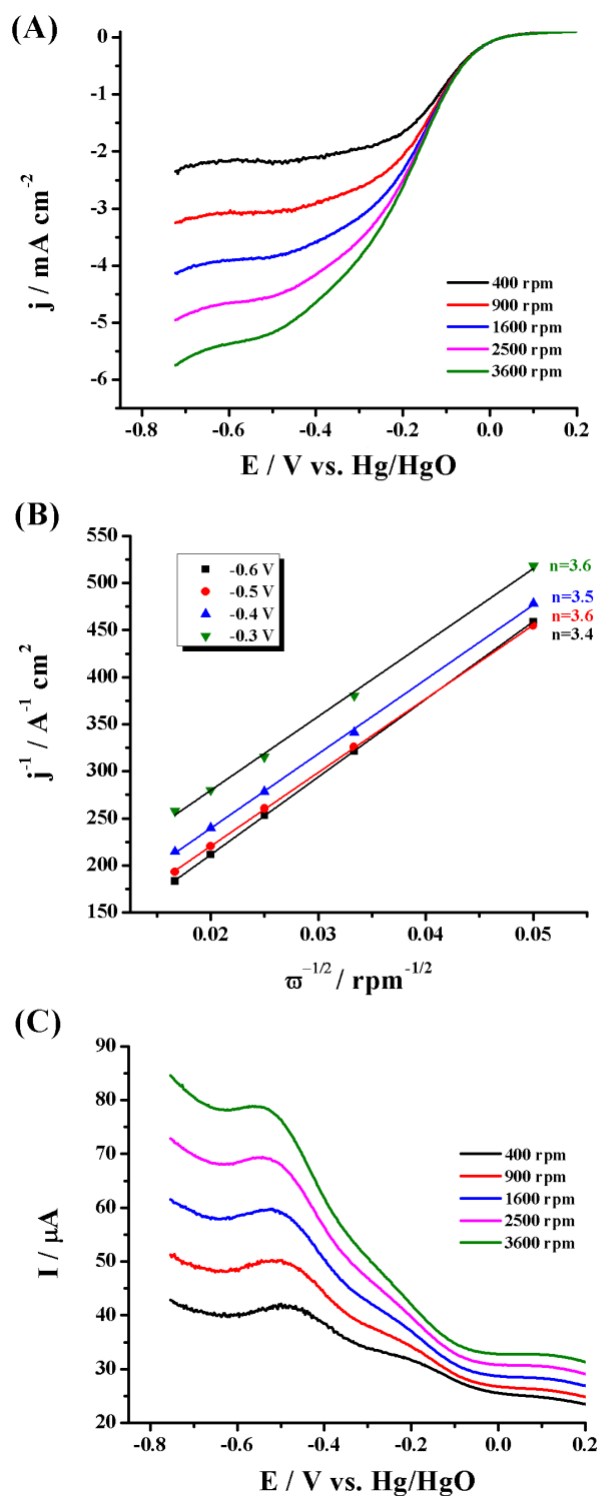 (A)
0
-1
-2
-3
-4
-5
-6
j / mA cm-2
400 rpm
900 rpm
1600 rpm
2500 rpm
3600 rpm
-0.8 -0.6 -0.4 -0.2 0.0 0.2
E / V vs. Hg/HgO
(B)
550
500
450
400
350
300
250
200
150
j-1 / A-1 cm2
-0.6 V
-0.5 V
-0.4 V
-0.3 V
n=3.6
n=3.5
n=3.6
n=3.4
0.02 0.03 0.04 0.05
ϖ−1/2 / rpm-1/2
(C)
90
80
70
60
50
40
30
20
I / μA
400 rpm
900 rpm
1600 rpm
2500 rpm
3600 rpm
-0.8 -0.6 -0.4 -0.2 0.0 0.2
E / V vs. Hg/HgO